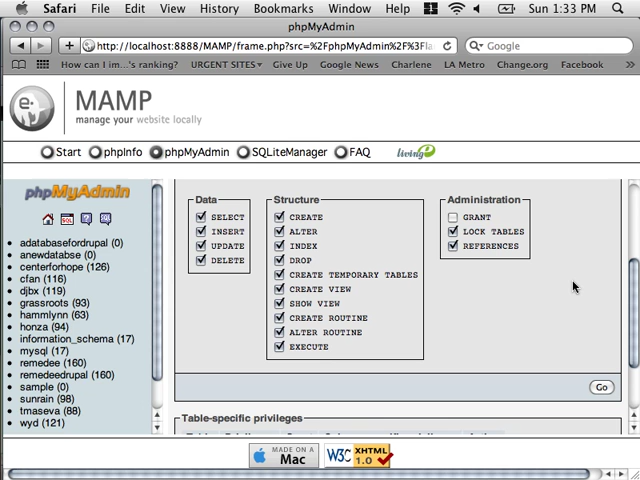 Safari File Edit View History Bookmarks Window Help Sun 1:33 PM
phpMyAdmin
http://localhost:8888/MAMP/frame.php?src=%2FphpMyAdmin%2F%3Fla Google
How can I im…'s ranking? URGENT SITES Give Up Google News Charlene LA Metro Change.org Facebook
MAMP
manage your website locally
Start phpInfo phpMyAdmin SQLiteManager FAQ living
phpMyAdmin
SQL
adatabasefordrupal (0)
anewdatabse (0)
centerforhope (126)
cfan (116)
djbx (119)
grassroots (93)
hammlynn (63)
honza (94)
information_schema (17)
mysql (17)
remedee (160)
remedeedrupal (160)
sample (0)
sunrain (98)
tmaseva (88)
wyd (121)
Data
SELECT
INSERT
UPDATE
DELETE
Structure
CREATE
ALTER
INDEX
DROP
CREATE TEMPORARY TABLES
CREATE VIEW
SHOW VIEW
CREATE ROUTINE
ALTER ROUTINE
EXECUTE
Administration
GRANT
LOCK TABLES
REFERENCES
Go
Table-specific privileges
MADE ON A
Mac
W3C XHTML
1.0